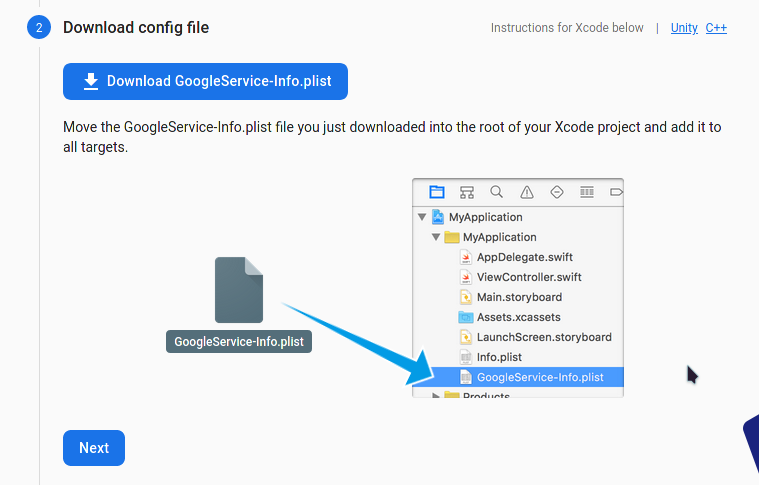 2 Download config file Instructions for Xcode below | Unity C++
Download GoogleService-Info.plist
Move the GoogleService-Info.plist file you just downloaded into the root of your Xcode project and add it to
all targets.
MyApplication
MyApplication
AppDelegate.swift
ViewController.swift
Main.storyboard
Assets.xcassets
LaunchScreen.storyboard
Info.plist
GoogleService-Info.plist
Products
GoogleService-Info.plist
Next